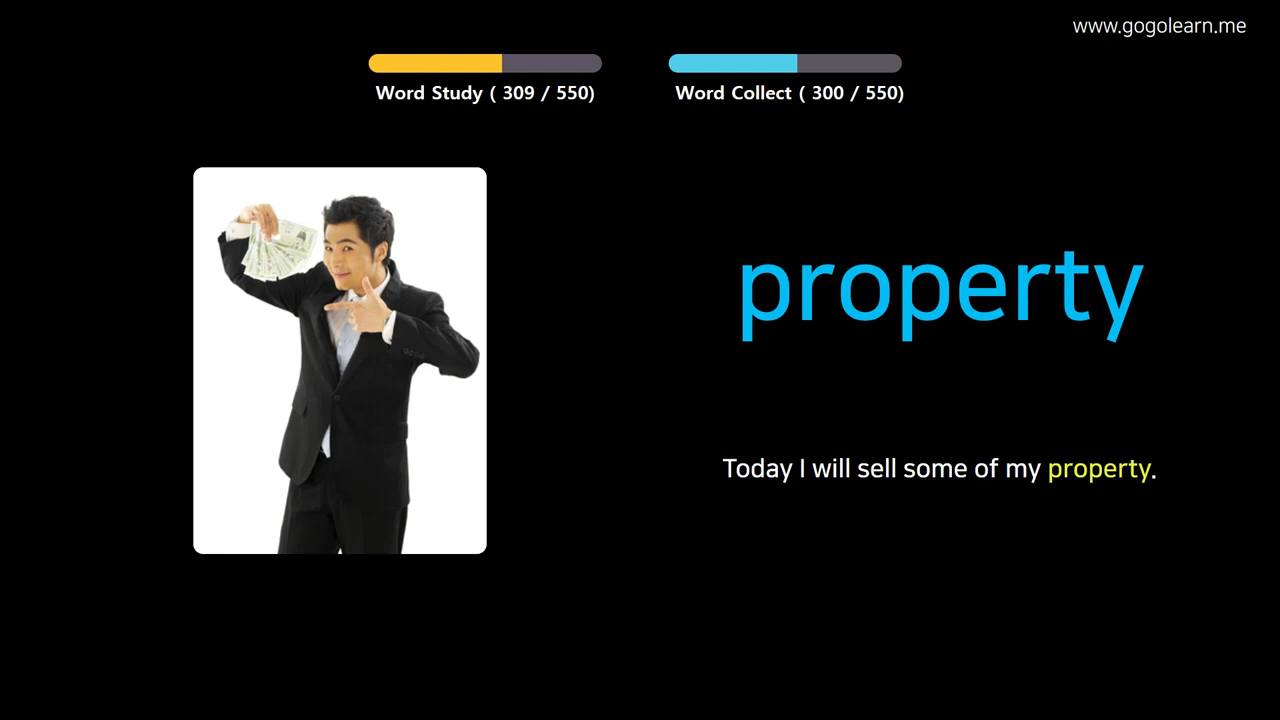 www.gogolearn.me
Word Study ( 309 / 550)
Word Collect ( 300 / 550)
property
Today I will sell some of my property.